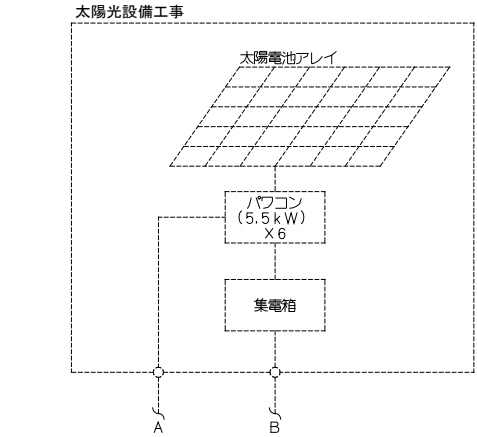 太陽光設備工事
太陽電池アレイ
パワコン
(5.5kW)
X6
集電箱
A
B